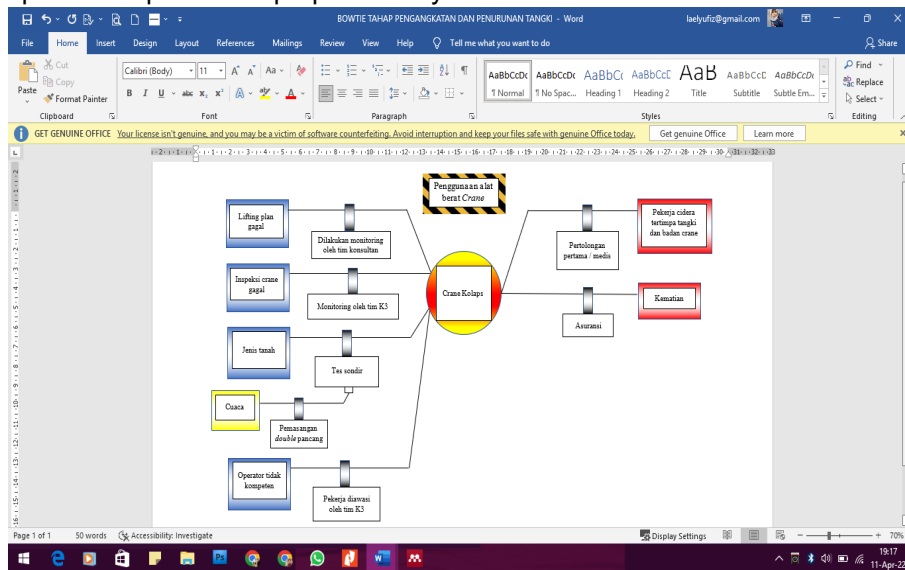 BOWTIE TAHAP PENGANGKATAN DAN PENURUNAN TANGKI - Word
laelyufiz@gmail.com
File Home Insert Design Layout References Mailings Review View Help Tell me what you want to do Share
Paste
Cut
Copy
Format Painter
Calibri (Body) 11
AaBbCcDc AaBbCcDc AaBbCc AaBbCcE AaB AaBbCcD AaBbCcDc
¶ Normal ¶ No Spac... Heading 1 Heading 2 Title Subtitle Subtle Em...
Find
Replace
Select
Clipboard Font Paragraph Styles Editing
GET GENUINE OFFICE Your license isn't genuine, and you may be a victim of software counterfeiting. Avoid interruption and keep your files safe with genuine Office today. Get genuine Office Learn more
Penggunaan alat
berat Crane
Lifting plan
gagal
Dilakukan monitoring
oleh tim konsultan
Inspeksi crane
gagal
Monitoring oleh tim K3
Jenis tanah
Tes sondir
Cuaca
Pemasangan
double pancang
Operator tidak
kompeten
Pekerja diawasi
oleh tim K3
Crane Kolaps
Pertolongan
pertama / medis
Pekerja cidera
tertimpa tangki
dan badan crane
Asuransi
Kematian
Page 1 of 1 50 words Accessibility: Investigate Display Settings 70%
19:17
11-Apr-22